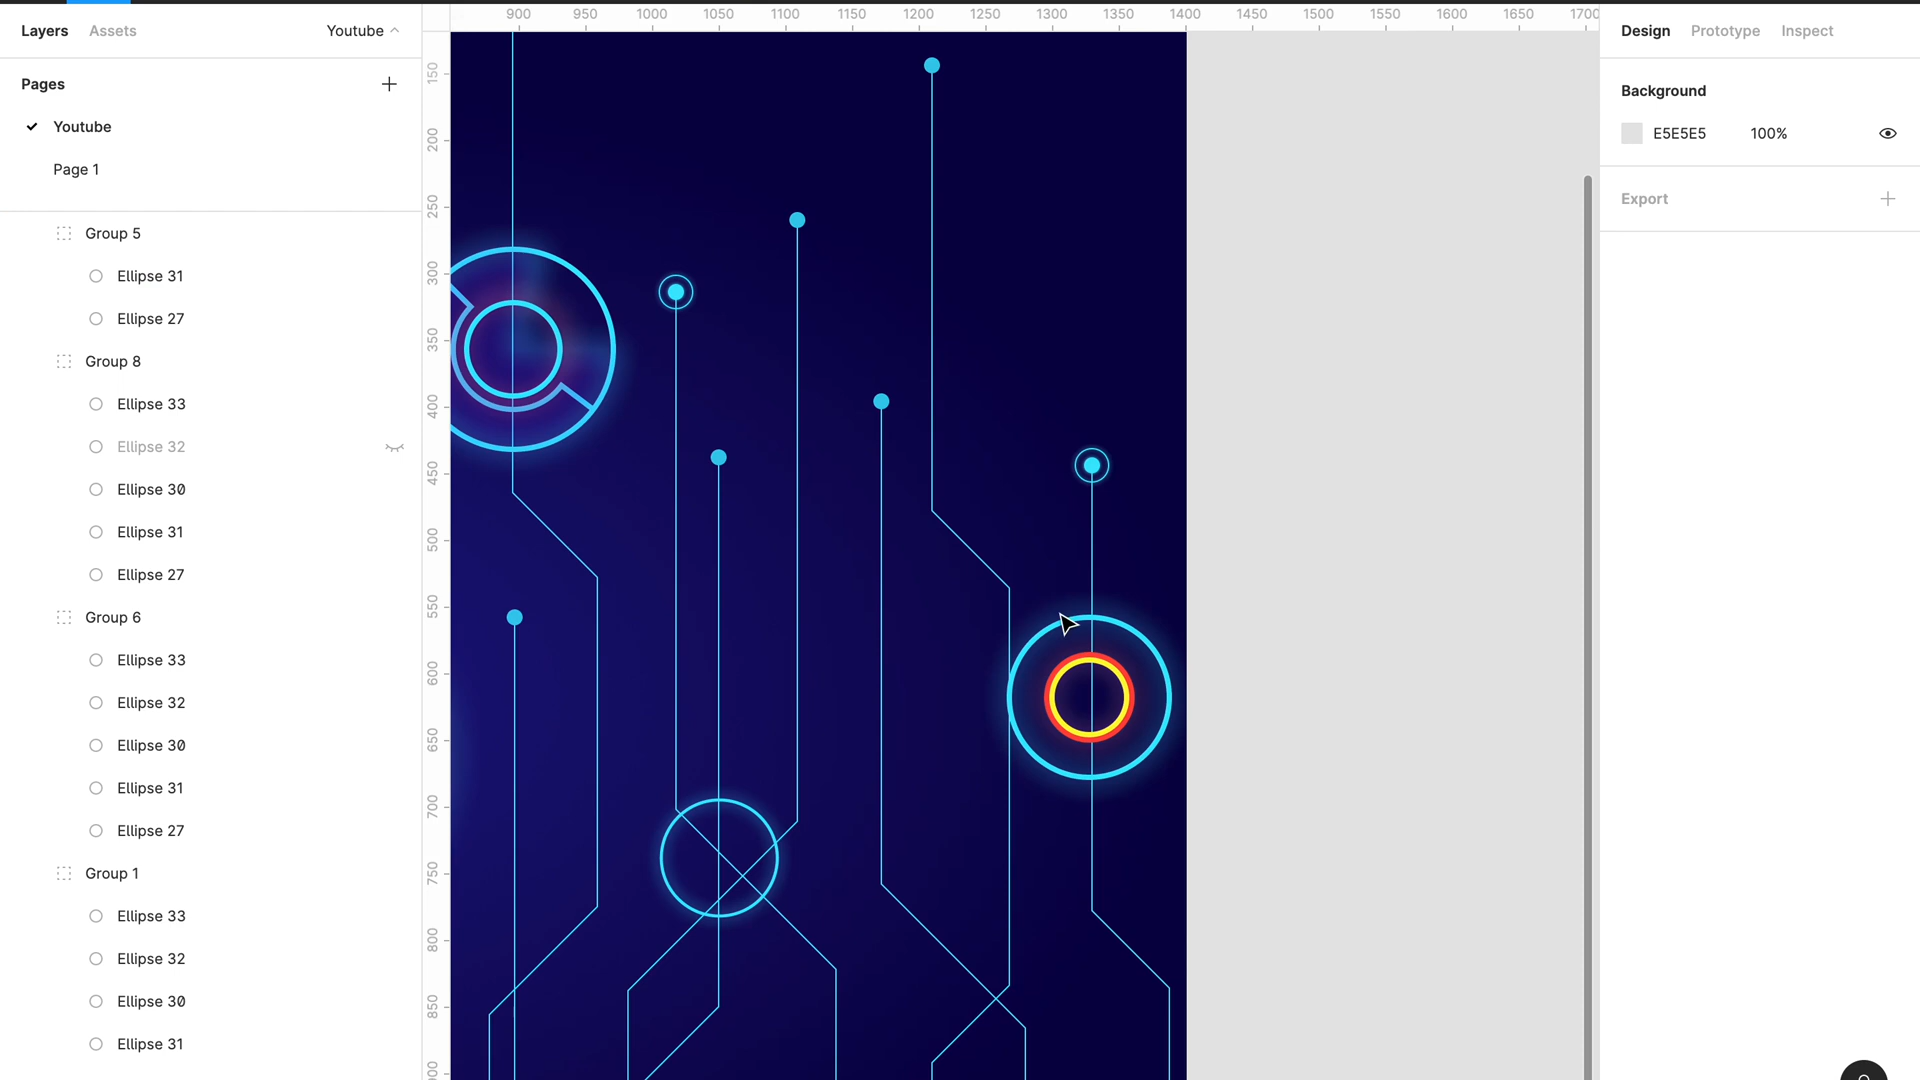 Layers Assets Youtube
Pages
Youtube
Page 1
Group 5
Ellipse 31
Ellipse 27
Group 8
Ellipse 33
Ellipse 32
Ellipse 30
Ellipse 31
Ellipse 27
Group 6
Ellipse 33
Ellipse 32
Ellipse 30
Ellipse 31
Ellipse 27
Group 1
Ellipse 33
Ellipse 32
Ellipse 30
Ellipse 31
900 950 1000 1050 1100 1150 1200 1250 1300 1350 1400 1450 1500 1550 1600 1650 1700
150
200
250
300
350
400
450
500
550
600
650
700
750
800
850
Design Prototype Inspect
Background
E5E5E5 100%
Export